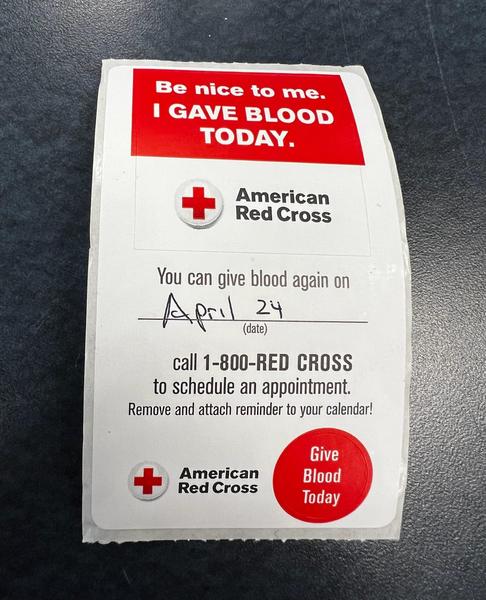 Be nice to me.
I GAVE BLOOD
TODAY.
American
Red Cross
You can give blood again on
April 24
(date)
call 1-800-RED CROSS
to schedule an appointment.
Remove and attach reminder to your calendar!
American
Red Cross
Give
Blood
Today